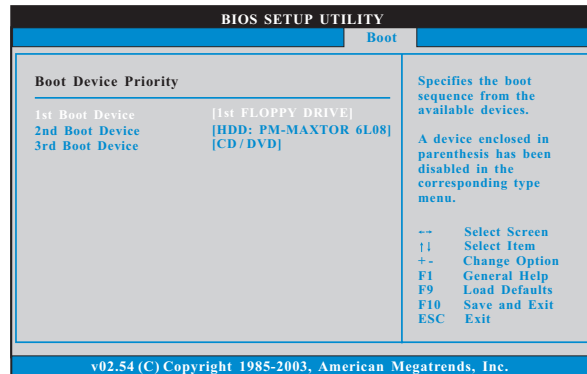 BIOS SETUP UTILITY
Boot
Boot Device Priority
1st Boot Device [1st FLOPPY DRIVE]
2nd Boot Device [HDD: PM-MAXTOR 6L08]
3rd Boot Device [CD/DVD]
Specifies the boot
sequence from the
available devices.
A device enclosed in
parenthesis has been
disabled in the
corresponding type
menu.
←→ Select Screen
↑↓ Select Item
+- Change Option
F1 General Help
F9 Load Defaults
F10 Save and Exit
ESC Exit
v02.54 (C) Copyright 1985-2003, American Megatrends, Inc.